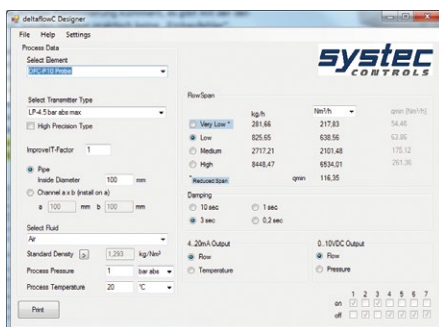 deltaflowC Designer
File Help Settings
Process Data
Select Element
DFC-P10 Probe
Select Transmitter Type
LP-4.5 bar abs max
High Precision Type
ImproveIT-Factor 1
Pipe
Inside Diameter 100 mm
Channel a x b (install on a)
a 100 mm b 100 mm
Select Fluid
Air
Standard Density > 1,293 kg/Nm³
Process Pressure 1 bar abs
Process Temperature 20 °C
Print
systec
CONTROLS
FlowSpan
kg/h Nm³/h qmin [Nm³/h]
Very Low * 281,66 217,83 54,46
Low 825,65 638,56 63,86
Medium 2717,21 2101,48 175,12
High 8448,47 6534,01 261,36
*Reduced Span qmin 116,35
Damping
10 sec 1 sec
3 sec 0,2 sec
4..20mA Output
Flow
Temperature
0..10VDC Output
Flow
Pressure
1 2 3 4 5 6 7
on
off